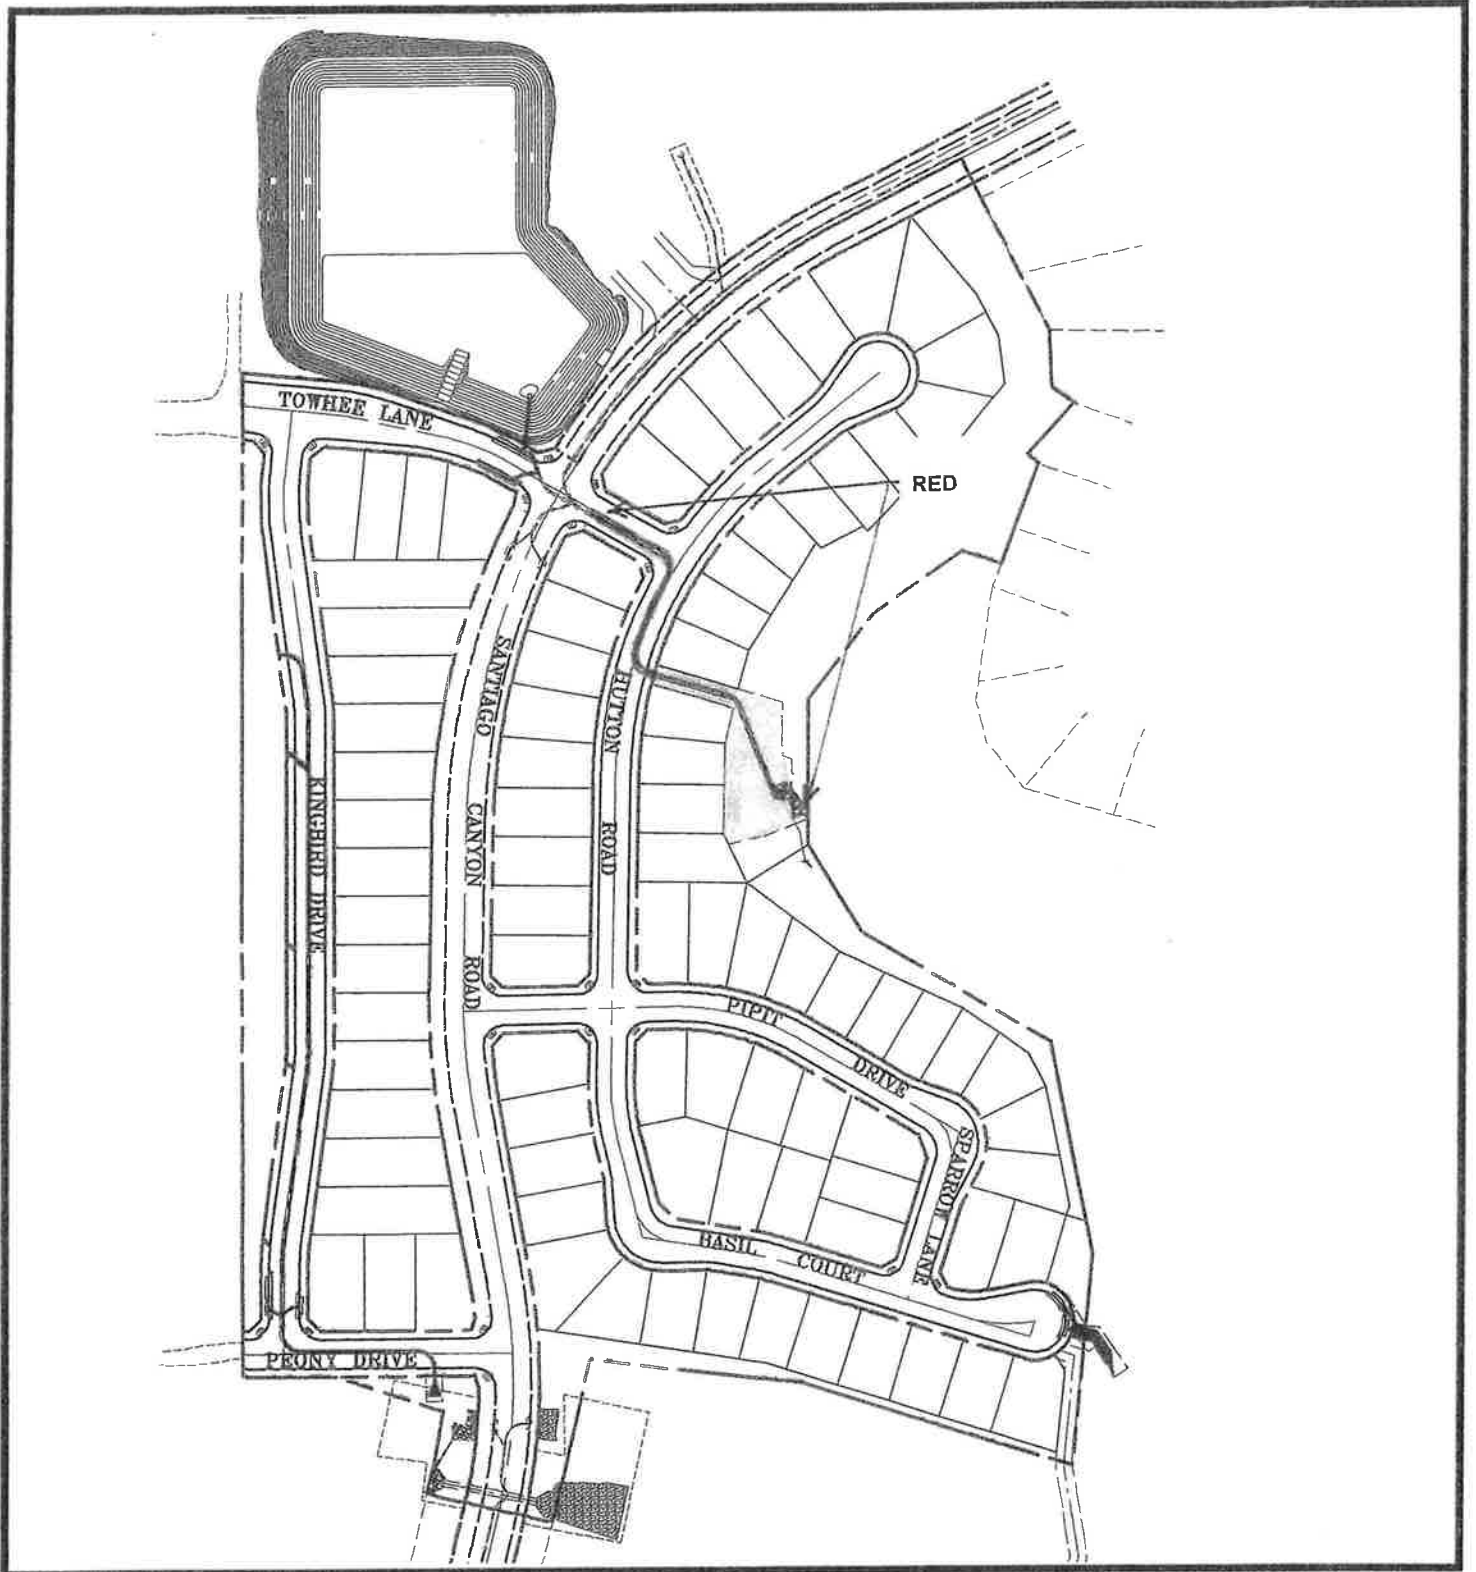 TOWHEE LANE
RED
SANTIAGO CANYON ROAD
HUTTON ROAD
KINGBIRD DRIVE
PIPIT DRIVE
SPARROW LANE
BASIL COURT
PEONY DRIVE